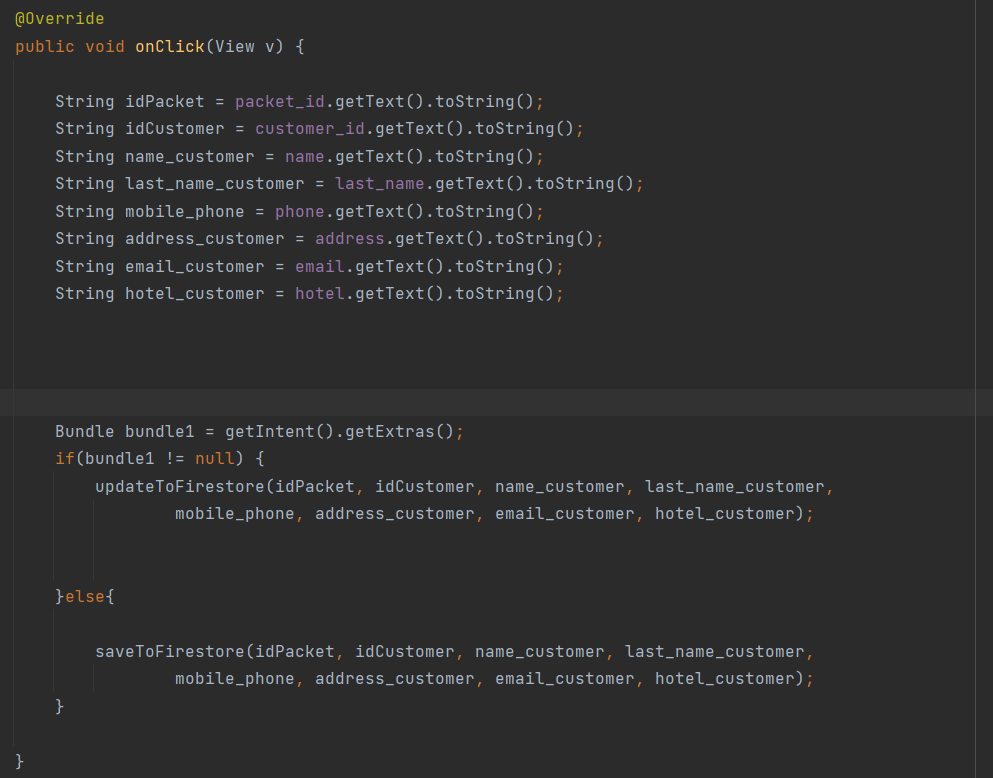 @Override
public void onClick(View v) {
String idPacket = packet_id.getText().toString();
String idCustomer = customer_id.getText().toString();
String name_customer = name.getText().toString();
String last_name_customer = last_name.getText().toString();
String mobile_phone = phone.getText().toString();
String address_customer = address.getText().toString();
String email_customer = email.getText().toString();
String hotel_customer = hotel.getText().toString();
Bundle bundle1 = getIntent().getExtras();
if(bundle1 != null) {
updateToFirestore(idPacket, idCustomer, name_customer, last_name_customer,
mobile_phone, address_customer, email_customer, hotel_customer);
}else{
saveToFirestore(idPacket, idCustomer, name_customer, last_name_customer,
mobile_phone, address_customer, email_customer, hotel_customer);
}
}